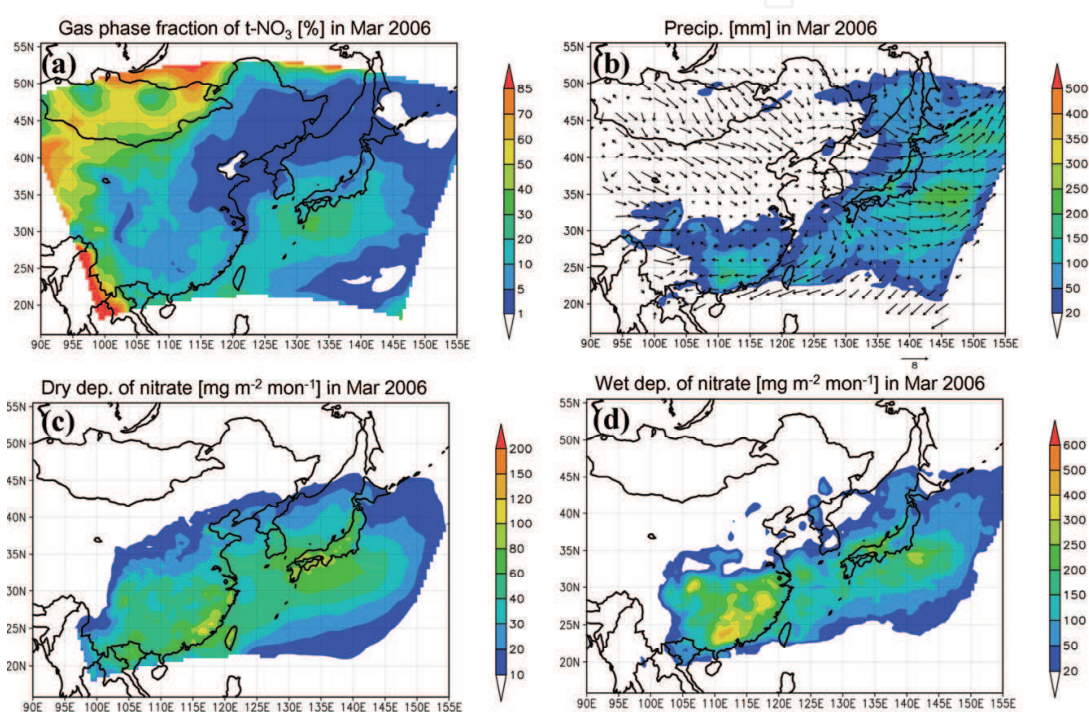 Gas phase fraction of t-NO₃ [%] in Mar 2006
(a)
55N
50N
45N
40N
35N
30N
25N
20N
90E 95E 100E 105E 110E 115E 120E 125E 130E 135E 140E 145E 150E 155E
85
70
60
50
40
30
20
10
5
1
Precip. [mm] in Mar 2006
(b)
55N
50N
45N
40N
35N
30N
25N
20N
90E 95E 100E 105E 110E 115E 120E 125E 130E 135E 140E 145E 150E 155E
8
500
400
350
300
250
200
150
100
50
20
Dry dep. of nitrate [mg m⁻² mon⁻¹] in Mar 2006
(c)
55N
50N
45N
40N
35N
30N
25N
20N
90E 95E 100E 105E 110E 115E 120E 125E 130E 135E 140E 145E 150E 155E
200
150
120
100
80
60
40
30
20
10
Wet dep. of nitrate [mg m⁻² mon⁻¹] in Mar 2006
(d)
55N
50N
45N
40N
35N
30N
25N
20N
90E 95E 100E 105E 110E 115E 120E 125E 130E 135E 140E 145E 150E 155E
600
500
400
300
250
200
150
100
50
20